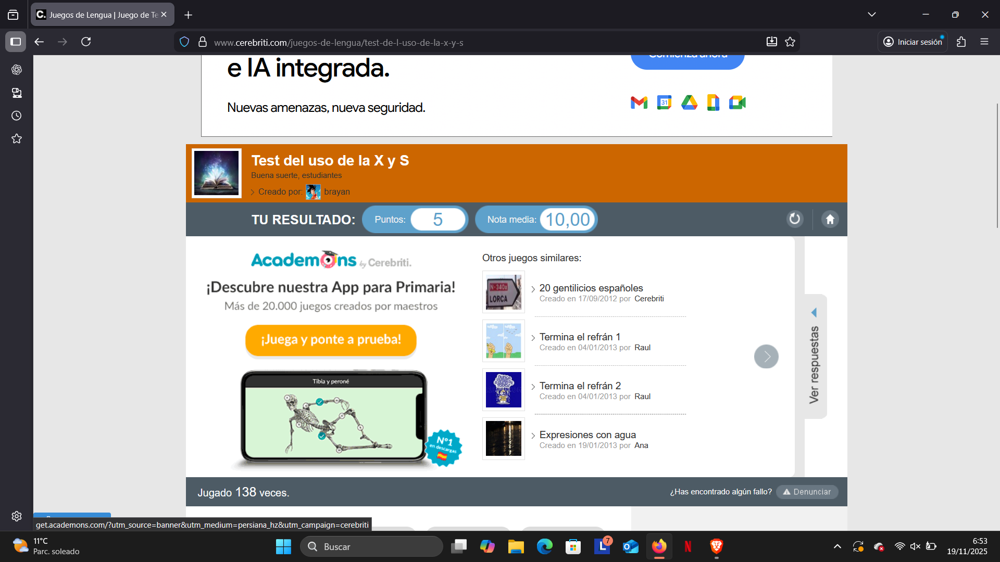 Juegos de Lengua | Juego de Te
www.cerebriti.com/juegos-de-lengua/test-de-l-uso-de-la-x-y-s
Iniciar sesión
Comienza ahora
e IA integrada.
Nuevas amenazas, nueva seguridad.
31
Test del uso de la X y S
Buena suerte, estudiantes
Creado por: brayan
TU RESULTADO: Puntos: 5 Nota media: 10,00
Academons by Cerebriti.
¡Descubre nuestra App para Primaria!
Más de 20.000 juegos creados por maestros
¡Juega y ponte a prueba!
Tibia y peroné
Nº1
en descargas
Otros juegos similares:
N-340a
LORCA
20 gentilicios españoles
Creado en 17/09/2012 por Cerebriti
Termina el refrán 1
Creado en 04/01/2013 por Raul
Termina el refrán 2
Creado en 04/01/2013 por Raul
Expresiones con agua
Creado en 19/01/2013 por Ana
Ver respuestas
Jugado 138 veces.
¿Has encontrado algún fallo? Denunciar
get.academons.com/?utm_source=banner&utm_medium=persiana_hz&utm_campaign=cerebriti
11°C
Parc. soleado
Buscar
7
6:53
19/11/2025